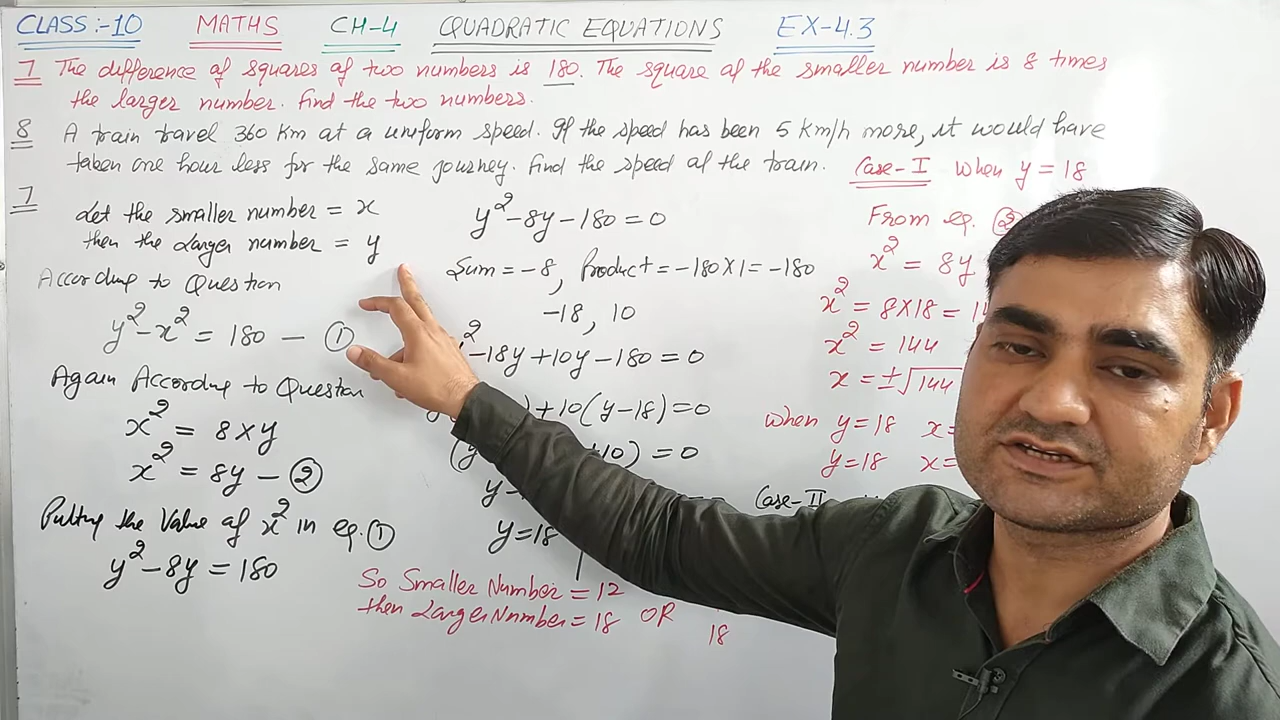 CLASS:-10 MATHS CH-4 QUADRATIC EQUATIONS EX-4.3
7 The difference of squares of two numbers is 180. The square of the smaller number is 8 times
the larger number. Find the two numbers.
8 A train travel 360 Km at a uniform speed. If the speed has been 5 km/h more, it would have
taken one hour less for the same journey. Find the speed of the train.
7
Let the smaller number = x
then the Larger number = y
According to Question
y² - x² = 180 — ①
Again According to Question
x² = 8 × y
x² = 8y — ②
Putting the Value of x² in eq. ①
y² - 8y = 180
y² - 8y - 180 = 0
Sum = -8, Product = -180 × 1 = -180
-18, 10
-18y + 10y - 180 = 0
) + 10(y - 18) = 0
10) = 0
y = 18
So Smaller Number = 12
then Larger Number = 18 OR
18
Case-I When y = 18
From eq. ②
x² = 8y
x² = 8 × 18 =
x² = 144
x = ±√144
when y = 18 x =
y = 18 x =
Case-II